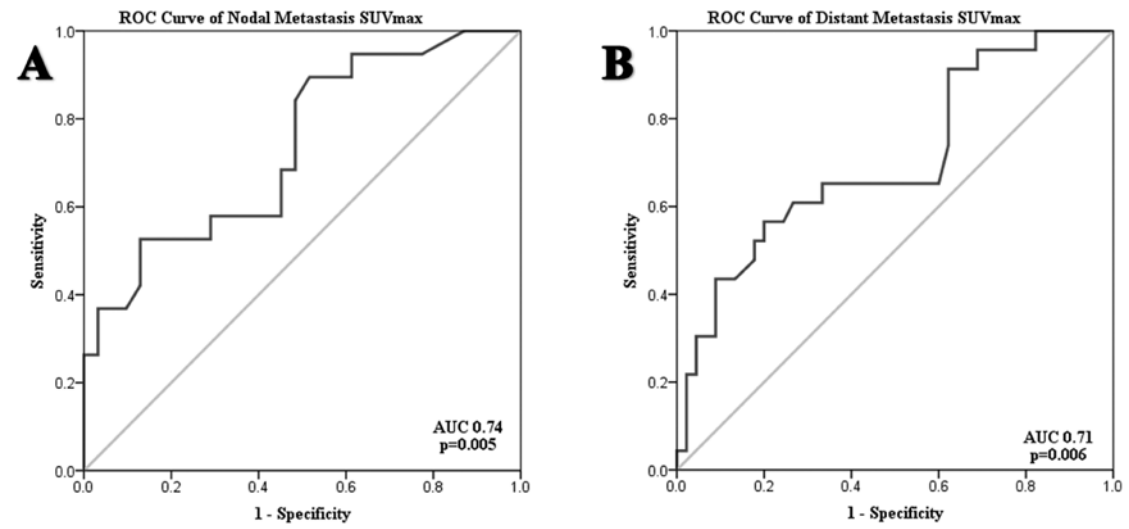 A
ROC Curve of Nodal Metastasis SUVmax
1.0
0.8
0.6
0.4
0.2
0.0
Sensitivity
AUC 0.74
p=0.005
0.0 0.2 0.4 0.6 0.8 1.0
1 - Specificity
B
ROC Curve of Distant Metastasis SUVmax
1.0
0.8
0.6
0.4
0.2
0.0
Sensitivity
AUC 0.71
p=0.006
0.0 0.2 0.4 0.6 0.8 1.0
1 - Specificity